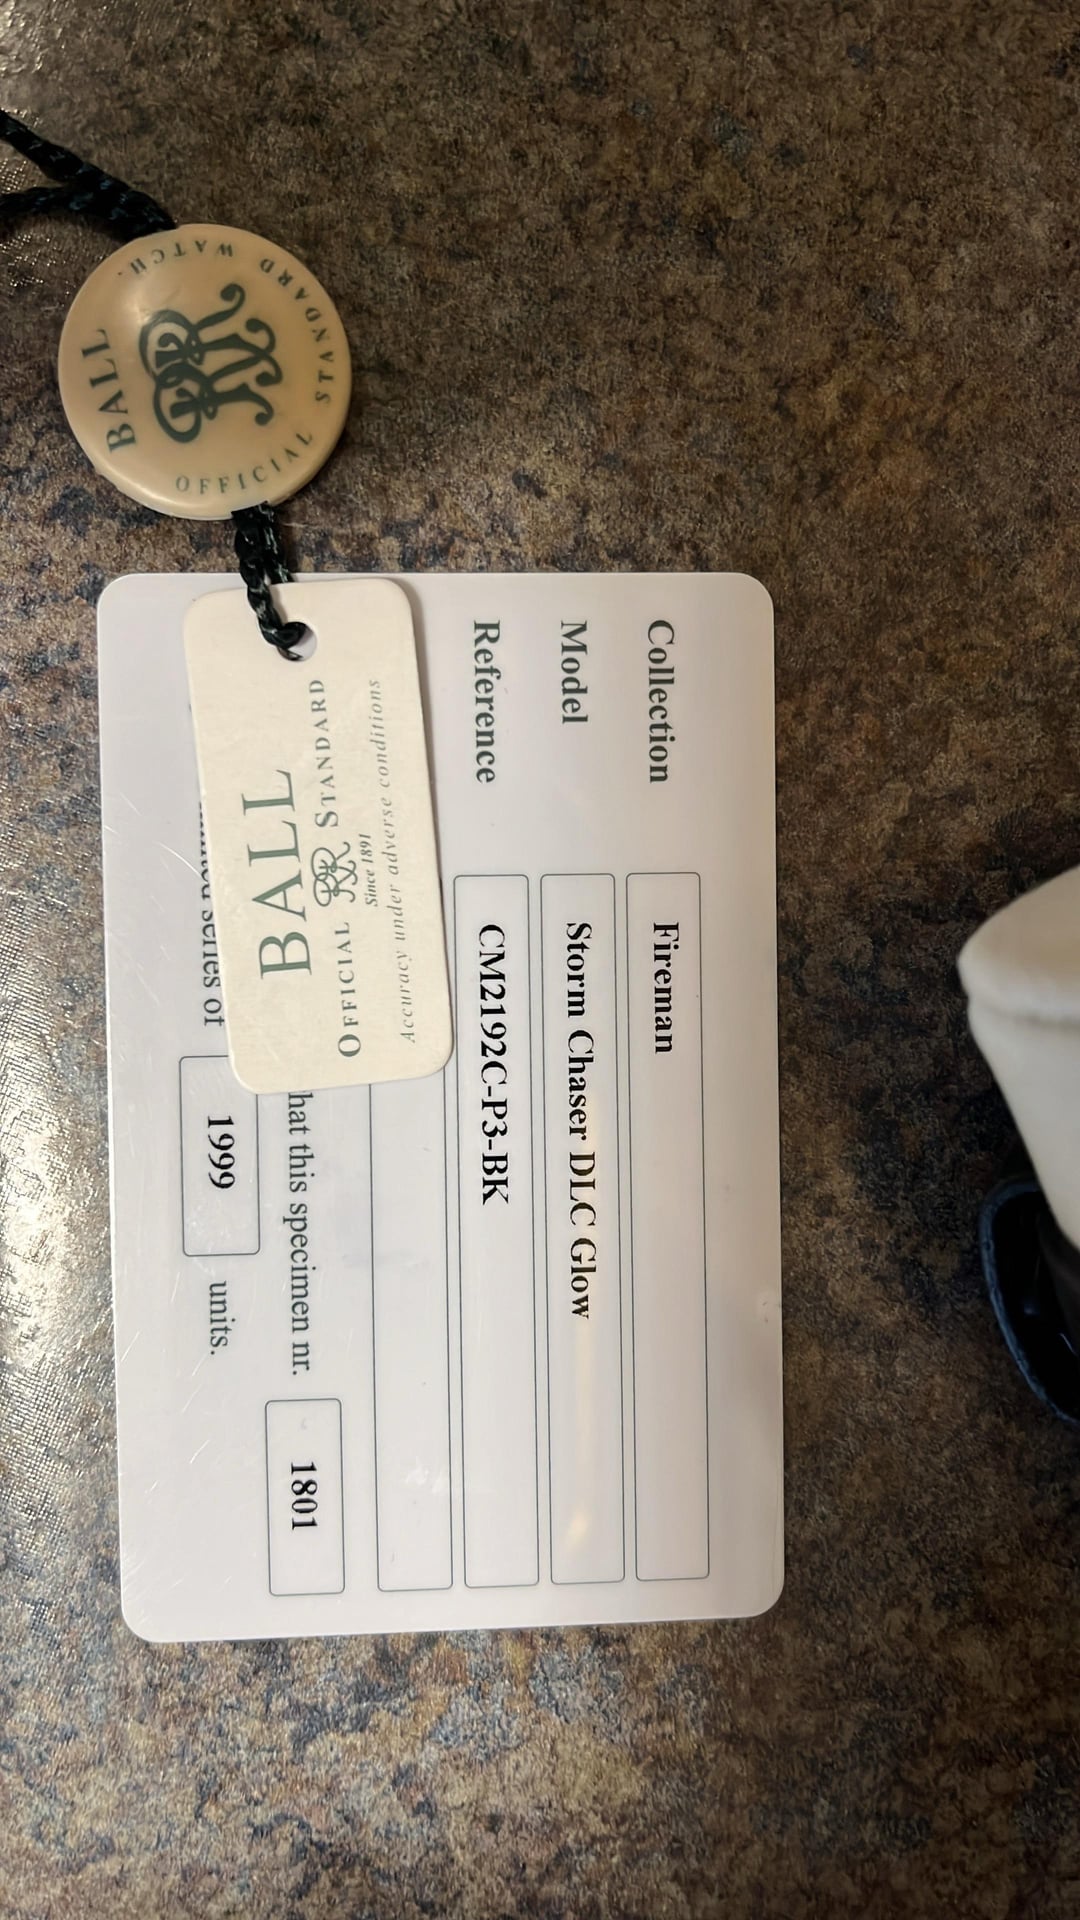 BALL
OFFICIAL STANDARD WATCH.
BALL
OFFICIAL RR STANDARD
Since 1891
Accuracy under adverse conditions
Collection Fireman
Model Storm Chaser DLC Glow
Reference CM2192C-P3-BK
this specimen nr. 1801
series of 1999 units.